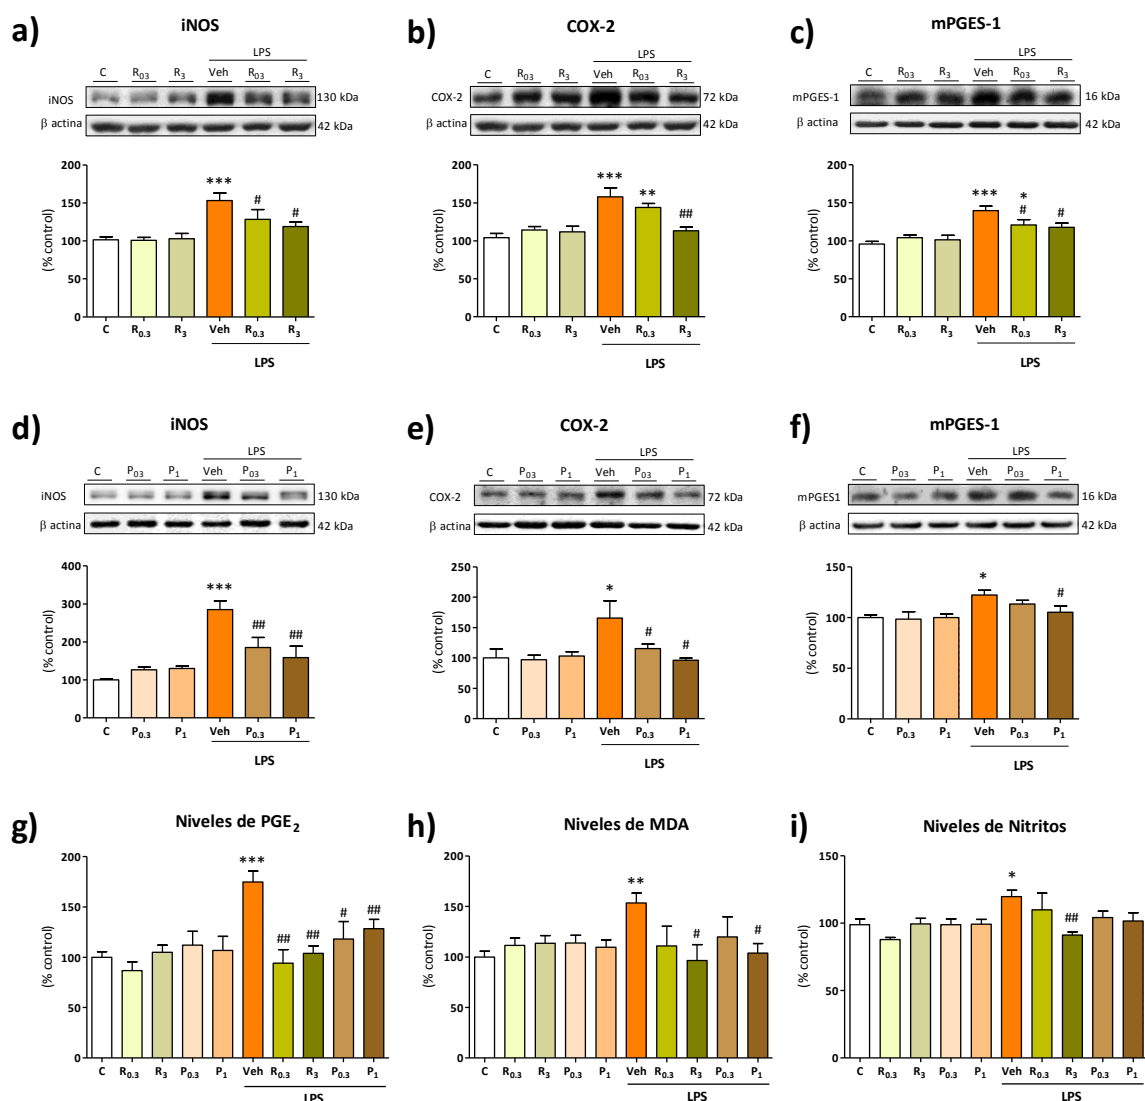 a)
iNOS
LPS
C R03 R3 Veh R03 R3
iNOS 130 kDa
β actina 42 kDa
200
150
100
50
0
(% control)
***
#
#
C R0.3 R3 Veh R0.3 R3
LPS
b)
COX-2
LPS
C R03 R3 Veh R03 R3
COX-2 72 kDa
β actina 42 kDa
200
150
100
50
0
(% control)
***
**
##
C R0.3 R3 Veh R0.3 R3
LPS
c)
mPGES-1
LPS
C R03 R3 Veh R03 R3
mPGES-1 16 kDa
β actina 42 kDa
200
150
100
50
0
(% control)
***
*
#
#
C R0.3 R3 Veh R0.3 R3
LPS
d)
iNOS
LPS
C P03 P1 Veh P03 P1
iNOS 130 kDa
β actina 42 kDa
400
300
200
100
0
(% control)
***
##
##
C P0.3 P1 Veh P0.3 P1
LPS
e)
COX-2
LPS
C P03 P1 Veh P03 P1
COX-2 72 kDa
β actina 42 kDa
250
200
150
100
50
0
(% control)
*
#
#
C P0.3 P1 Veh P0.3 P1
LPS
f)
mPGES-1
LPS
C P03 P1 Veh P03 P1
mPGES1 16 kDa
β actina 42 kDa
150
100
50
0
(% control)
*
#
C P0.3 P1 Veh P0.3 P1
LPS
g)
Niveles de PGE2
200
150
100
50
0
(% control)
***
##
##
#
##
C R0.3 R3 P0.3 P1 Veh R0.3 R3 P0.3 P1
LPS
h)
Niveles de MDA
200
150
100
50
0
(% control)
**
#
#
C R0.3 R3 P0.3 P1 Veh R0.3 R3 P0.3 P1
LPS
i)
Niveles de Nitritos
150
100
50
0
(% control)
*
##
C R0.3 R3 P0.3 P1 Veh R0.3 R3 P0.3 P1
LPS